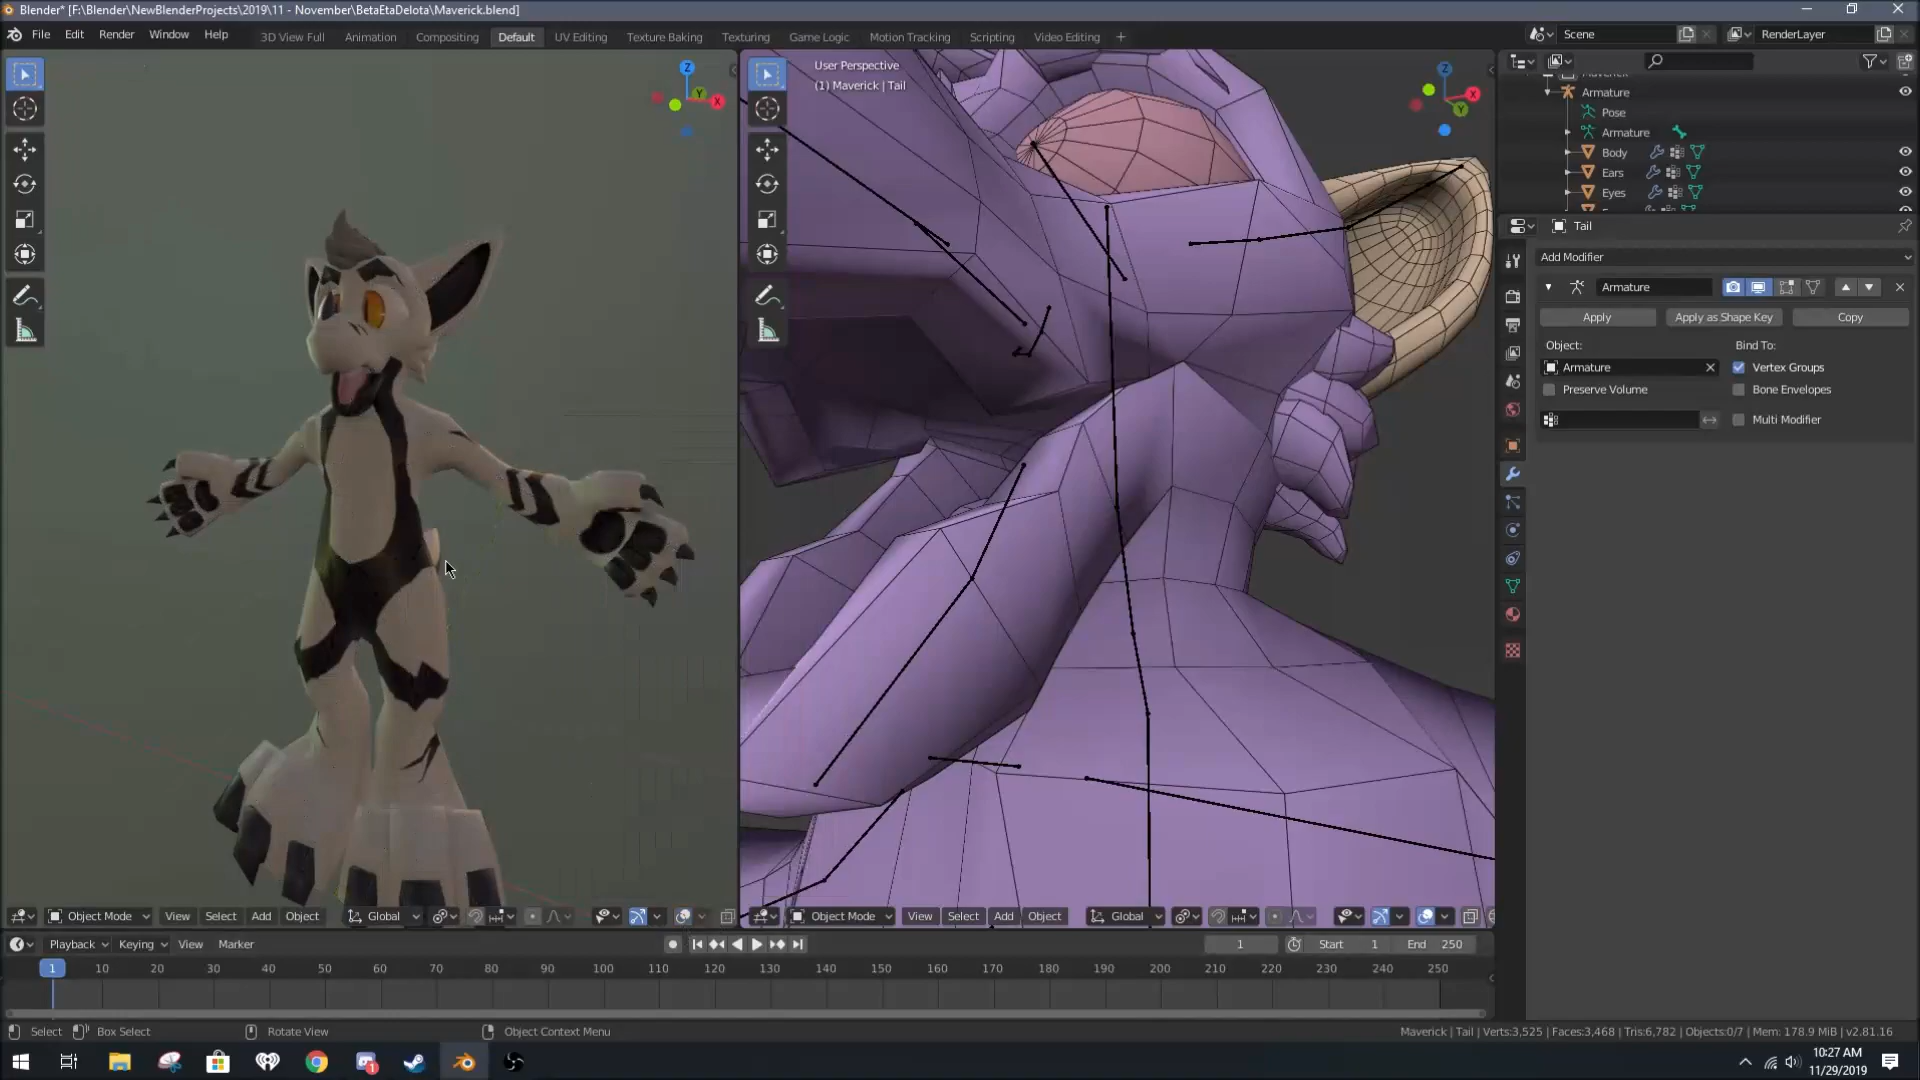 Blender* [F:\Blender\NewBlenderProjects\2019\11 - November\BetaEtaDelota\Maverick.blend]
File Edit Render Window Help 3D View Full Animation Compositing Default UV Editing Texture Baking Texturing Game Logic Motion Tracking Scripting Video Editing + Scene RenderLayer
User Perspective
(1) Maverick | Tail
Z Y X
Z X Y
Armature
Pose
Armature
Body
Ears
Eyes
Tail
Add Modifier
Armature
Apply Apply as Shape Key Copy
Object: Bind To:
Armature Vertex Groups
Preserve Volume Bone Envelopes
Multi Modifier
Object Mode View Select Add Object Global
Object Mode View Select Add Object Global
Playback Keying View Marker 1 Start 1 End 250
1 10 20 30 40 50 60 70 80 90 100 110 120 130 140 150 160 170 180 190 200 210 220 230 240 250
Select Box Select Rotate View Object Context Menu Maverick | Tail | Verts:3,525 | Faces:3,468 | Tris:6,782 | Objects:0/7 | Mem: 178.9 MiB | v2.81.16
1
10:27 AM
11/29/2019